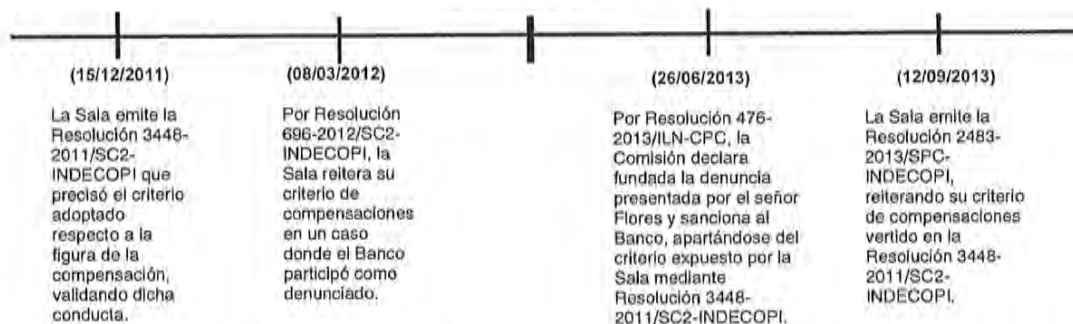 (15/12/2011)
La Sala emite la
Resolución 3448-
2011/SC2-
INDECOPI que
precisó el criterio
adoptado
respecto a la
figura de la
compensación,
validando dicha
conducta.
(08/03/2012)
Por Resolución
696-2012/SC2-
INDECOPI, la
Sala reitera su
criterio de
compensaciones
en un caso
donde el Banco
participó como
denunciado.
(26/06/2013)
Por Resolución 476-
2013/ILN-CPC, la
Comisión declara
fundada la denuncia
presentada por el señor
Flores y sanciona al
Banco, apartándose del
criterio expuesto por la
Sala mediante
Resolución 3448-
2011/SC2-INDECOPI.
(12/09/2013)
La Sala emite la
Resolución 2483-
2013/SPC-
INDECOPI,
reiterando su criterio
de compensaciones
vertido en la
Resolución 3448-
2011/SC2-
INDECOPI.